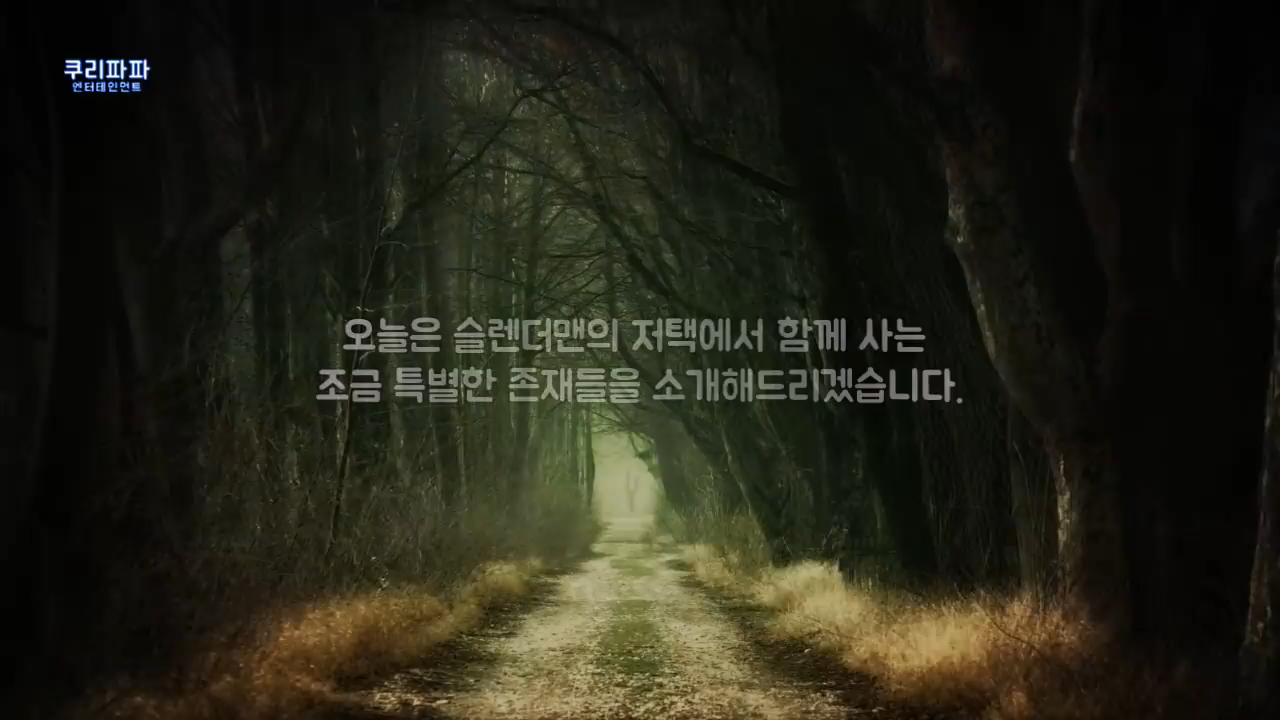 쿠리파파
엔터테인먼트
오늘은 슬렌더맨의 저택에서 함께 사는
조금 특별한 존재들을 소개해드리겠습니다.